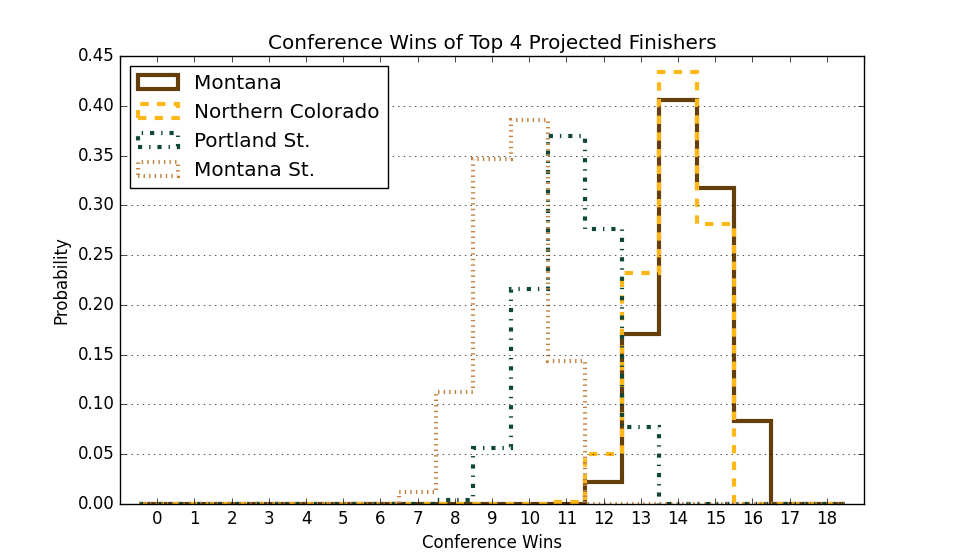 Conference Wins of Top 4 Projected Finishers
Montana
Northern Colorado
Portland St.
Montana St.
0.45
0.40
0.35
0.30
0.25
0.20
0.15
0.10
0.05
0.00
Probability
0 1 2 3 4 5 6 7 8 9 10 11 12 13 14 15 16 17 18
Conference Wins